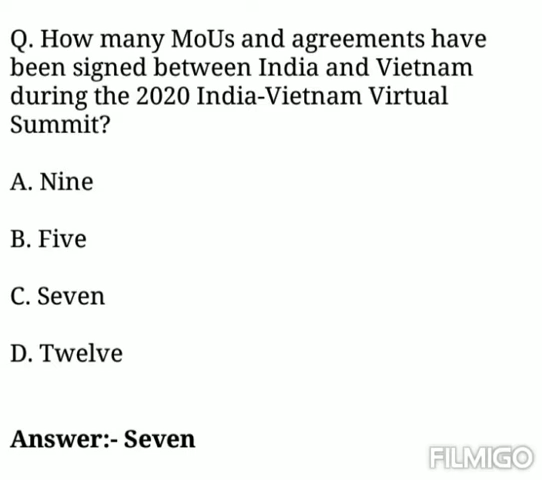 Q. How many MoUs and agreements have
been signed between India and Vietnam
during the 2020 India-Vietnam Virtual
Summit?
A. Nine
B. Five
C. Seven
D. Twelve
Answer:- Seven
FILMIGO